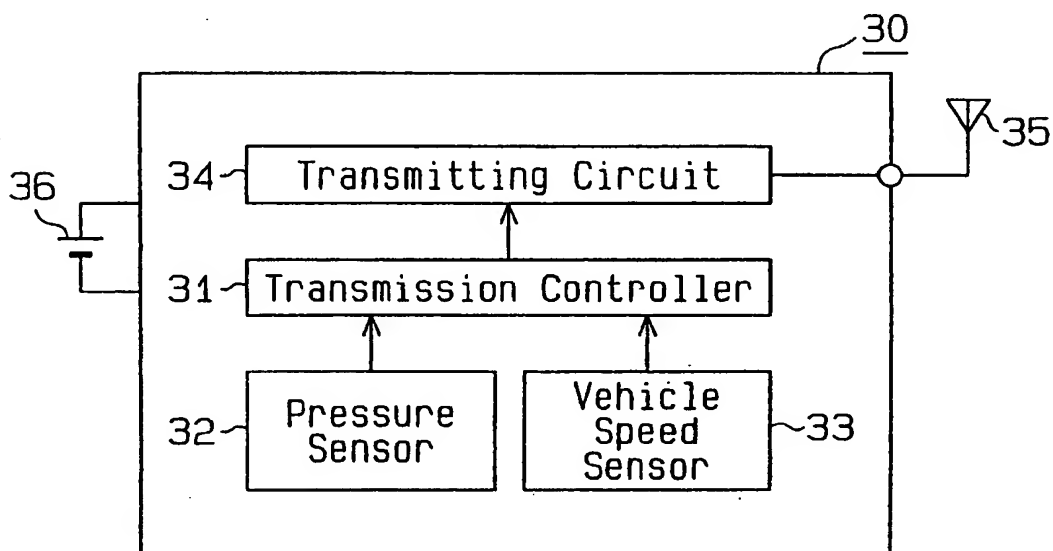 30
35
34
Transmitting Circuit
36
31
Transmission Controller
32
Pressure
Sensor
Vehicle
Speed
Sensor
33